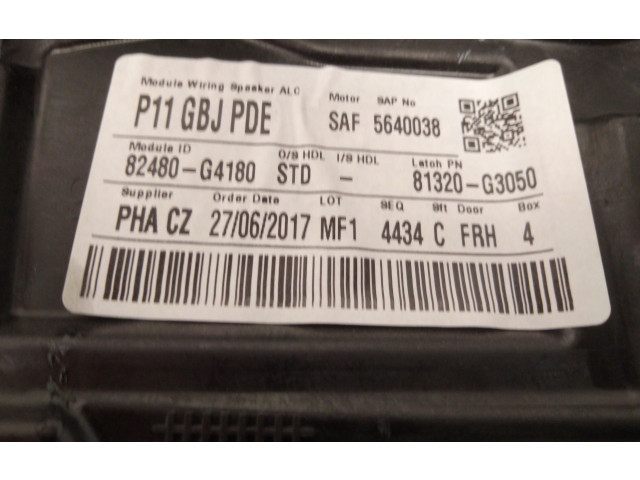 Module Wiring Speaker ALC Motor SAP No
P11 GBJ PDE SAF 5640038
Module ID O/S HDL I/S HDL Latch PN
82480-G4180 STD - 81320-G3050
Supplier Order Date LOT SEQ Sft Door Box
PHA CZ 27/06/2017 MF1 4434 C FRH 4